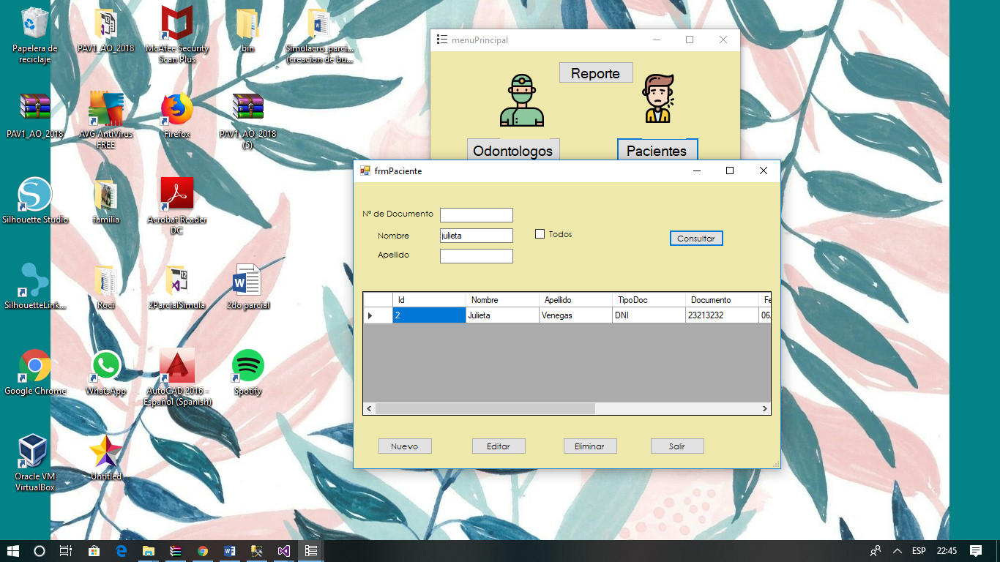 Papelera de
reciclaje
PAV1_AO_2018
McAfee Security
Scan Plus
bin
Simulacro_parci...
(creacion de bu...
PAV1_AO_2018
AVG AntiVirus
FREE
Firefox
PAV1_AO_2018
(5)
Silhouette Studio
familia
Acrobat Reader
DC
SilhouetteLink...
Roci
2ParcialSimula
2do parcial
Google Chrome
WhatsApp
AutoCAD 2016 -
Español (Spanish)
Spotify
Oracle VM
VirtualBox
Untitled
menuPrincipal
Reporte
Odontologos
Pacientes
frmPaciente
Nº de Documento
Nombre
julieta
Todos
Consultar
Apellido
Id Nombre Apellido TipoDoc Documento Fe
2 Julieta Venegas DNI 23213232 06
Nuevo
Editar
Eliminar
Salir
ESP
22:45